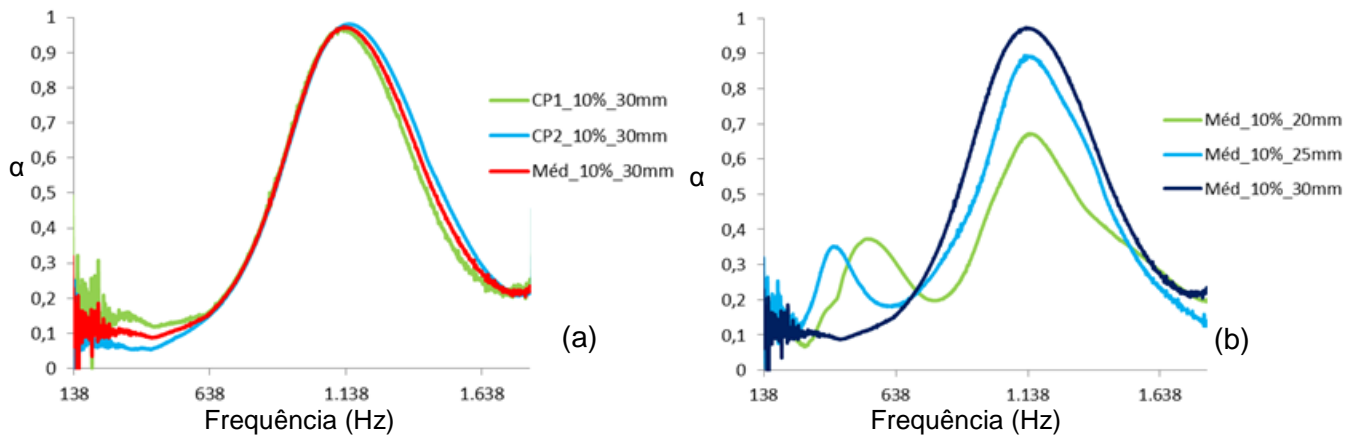 1
0,9
0,8
0,7
0,6
0,5
0,4
0,3
0,2
0,1
0
α
CP1_10%_30mm
CP2_10%_30mm
Méd_10%_30mm
(a)
138
638
1.138
1.638
Frequência (Hz)
1
0,9
0,8
0,7
0,6
0,5
0,4
0,3
0,2
0,1
0
α
Méd_10%_20mm
Méd_10%_25mm
Méd_10%_30mm
(b)
138
638
1.138
1.638
Frequência (Hz)